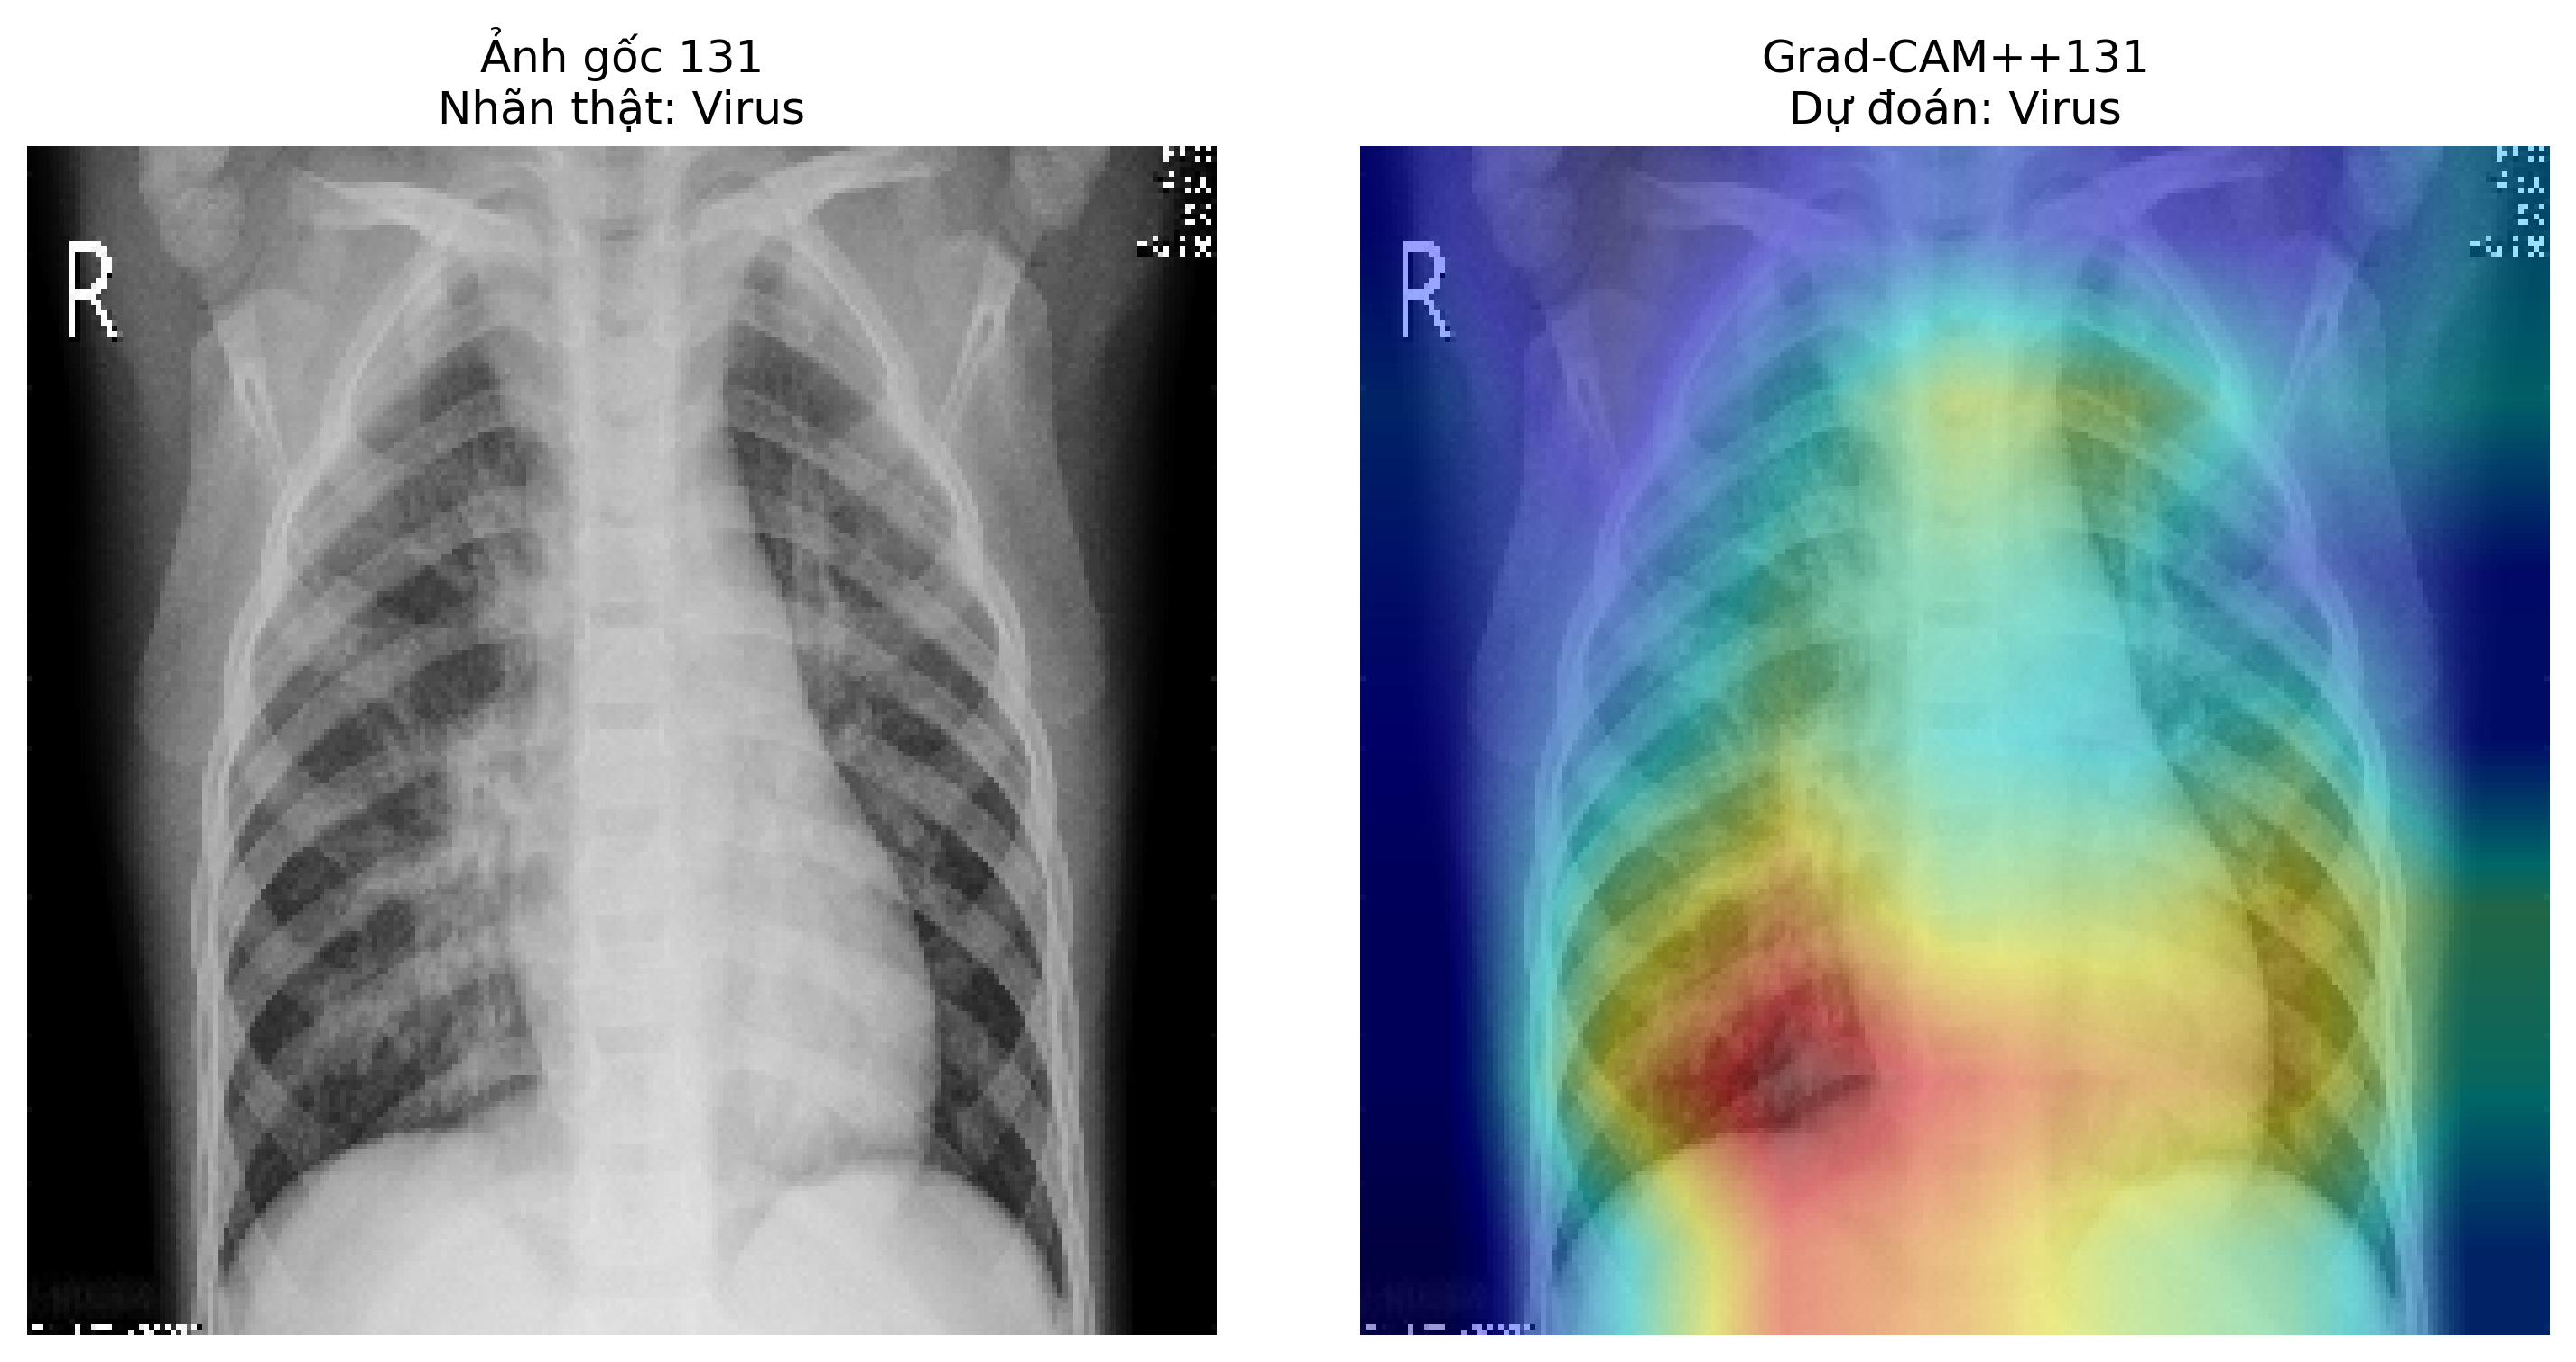 Ảnh gốc 131
Nhãn thật: Virus
R
Grad-CAM++131
Dự đoán: Virus
R